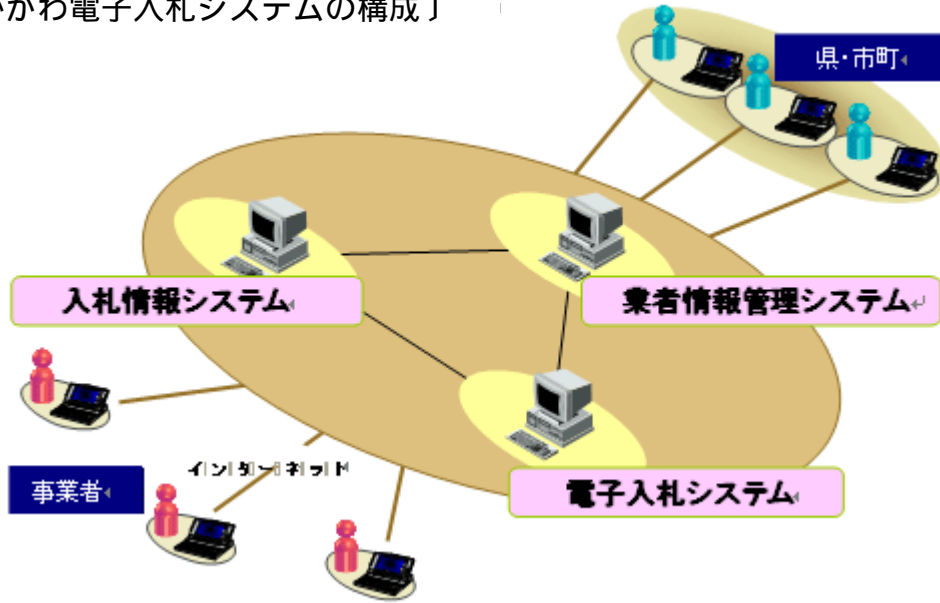 がわ電子入札システムの構成
県・市町
入札情報システム
業者情報管理システム
インターネット
事業者
電子入札システム